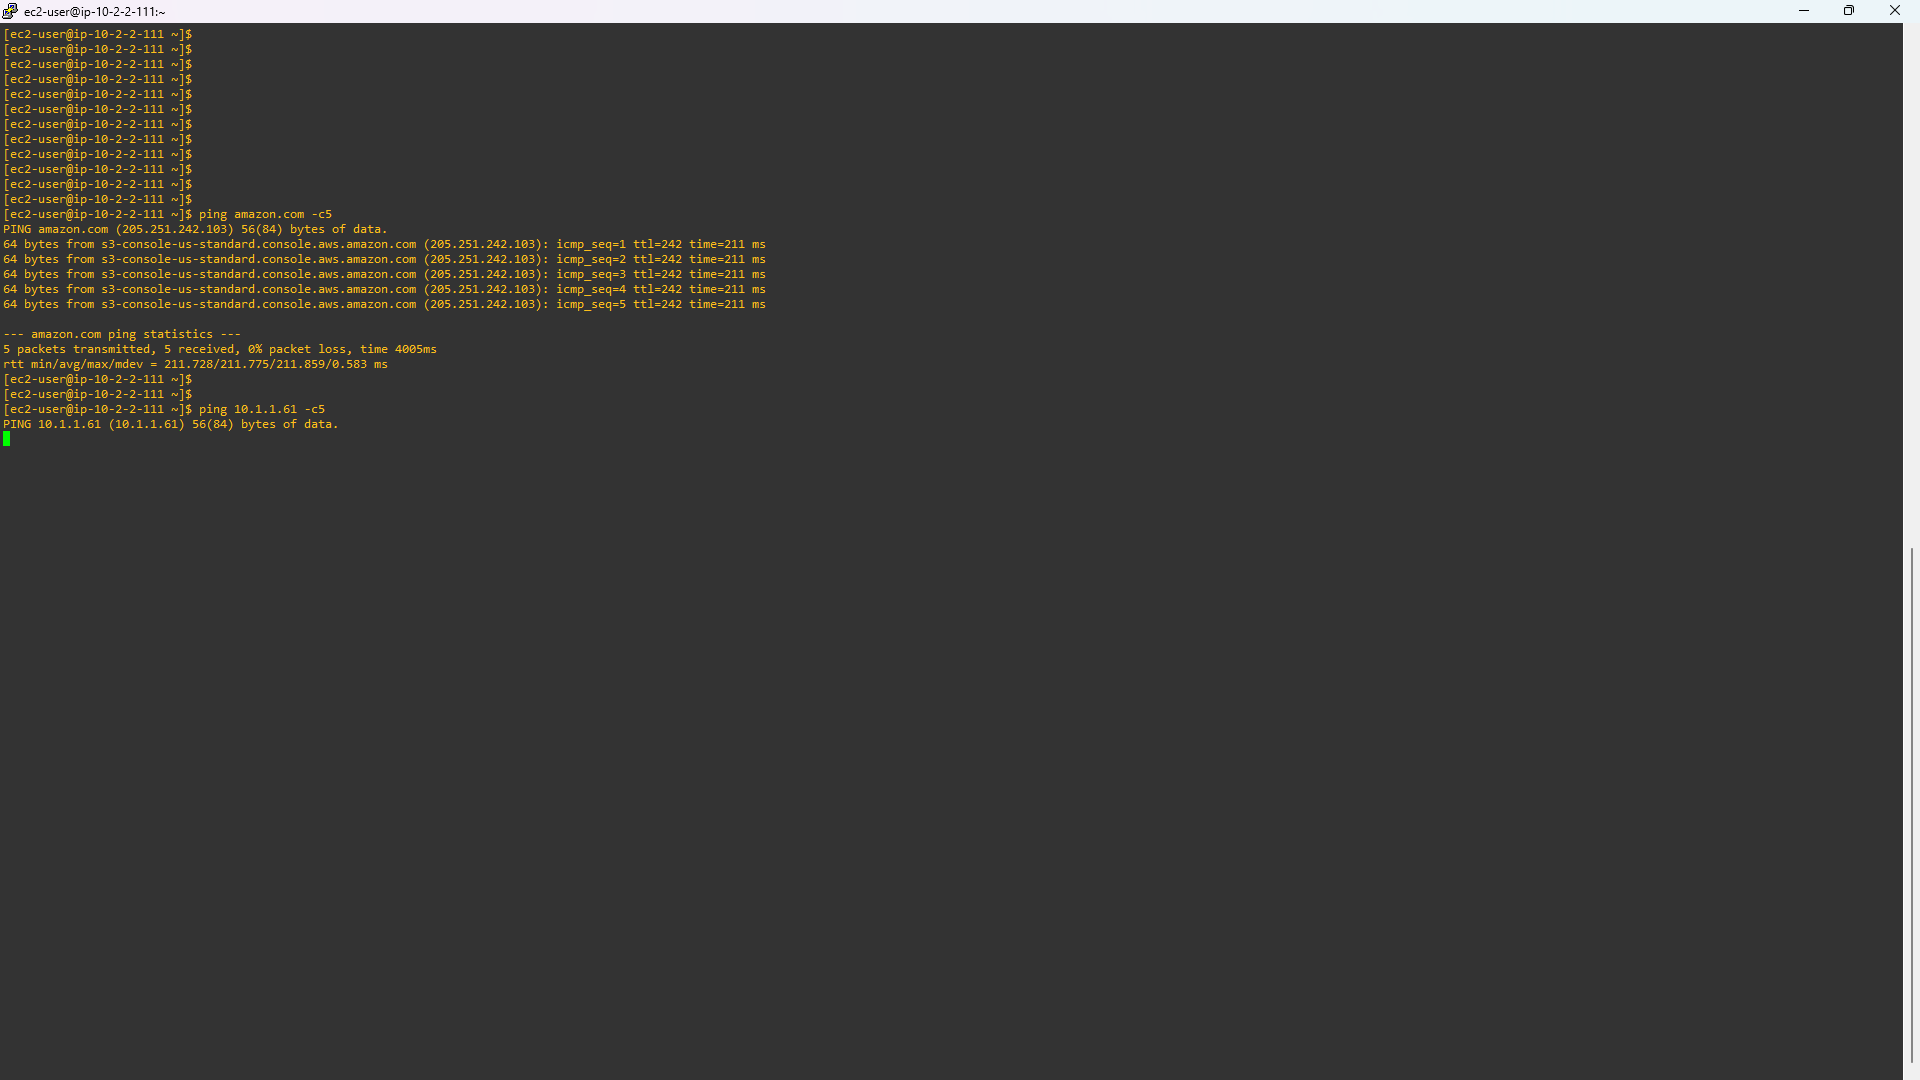 ec2-user@ip-10-2-2-111:~
[ec2-user@ip-10-2-2-111 ~]$
[ec2-user@ip-10-2-2-111 ~]$
[ec2-user@ip-10-2-2-111 ~]$
[ec2-user@ip-10-2-2-111 ~]$
[ec2-user@ip-10-2-2-111 ~]$
[ec2-user@ip-10-2-2-111 ~]$
[ec2-user@ip-10-2-2-111 ~]$
[ec2-user@ip-10-2-2-111 ~]$
[ec2-user@ip-10-2-2-111 ~]$
[ec2-user@ip-10-2-2-111 ~]$
[ec2-user@ip-10-2-2-111 ~]$
[ec2-user@ip-10-2-2-111 ~]$
[ec2-user@ip-10-2-2-111 ~]$ ping amazon.com -c5
PING amazon.com (205.251.242.103) 56(84) bytes of data.
64 bytes from s3-console-us-standard.console.aws.amazon.com (205.251.242.103): icmp_seq=1 ttl=242 time=211 ms
64 bytes from s3-console-us-standard.console.aws.amazon.com (205.251.242.103): icmp_seq=2 ttl=242 time=211 ms
64 bytes from s3-console-us-standard.console.aws.amazon.com (205.251.242.103): icmp_seq=3 ttl=242 time=211 ms
64 bytes from s3-console-us-standard.console.aws.amazon.com (205.251.242.103): icmp_seq=4 ttl=242 time=211 ms
64 bytes from s3-console-us-standard.console.aws.amazon.com (205.251.242.103): icmp_seq=5 ttl=242 time=211 ms
--- amazon.com ping statistics ---
5 packets transmitted, 5 received, 0% packet loss, time 4005ms
rtt min/avg/max/mdev = 211.728/211.775/211.859/0.583 ms
[ec2-user@ip-10-2-2-111 ~]$
[ec2-user@ip-10-2-2-111 ~]$
[ec2-user@ip-10-2-2-111 ~]$ ping 10.1.1.61 -c5
PING 10.1.1.61 (10.1.1.61) 56(84) bytes of data.